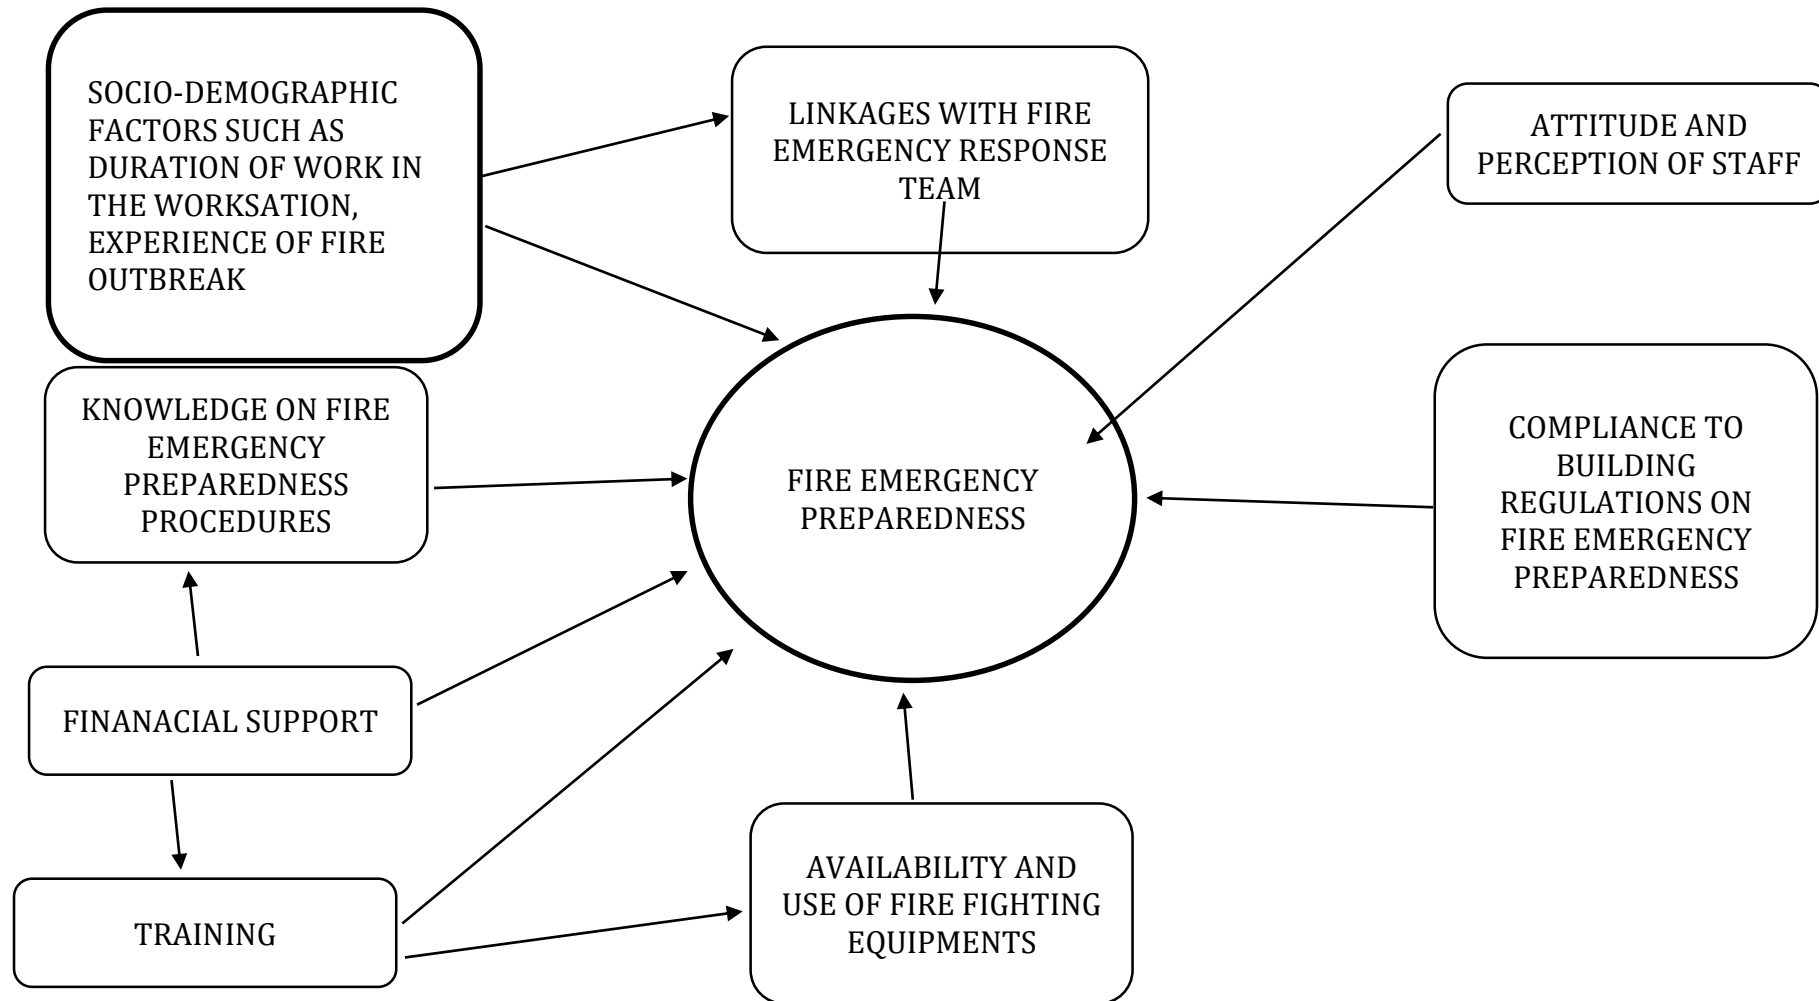 SOCIO-DEMOGRAPHIC
FACTORS SUCH AS
DURATION OF WORK IN
THE WORKSATION,
EXPERIENCE OF FIRE
OUTBREAK
LINKAGES WITH FIRE
EMERGENCY RESPONSE
TEAM
ATTITUDE AND
PERCEPTION OF STAFF
KNOWLEDGE ON FIRE
EMERGENCY
PREPAREDNESS
PROCEDURES
FIRE EMERGENCY
PREPAREDNESS
COMPLIANCE TO
BUILDING
REGULATIONS ON
FIRE EMERGENCY
PREPAREDNESS
FINANACIAL SUPPORT
TRAINING
AVAILABILITY AND
USE OF FIRE FIGHTING
EQUIPMENTS